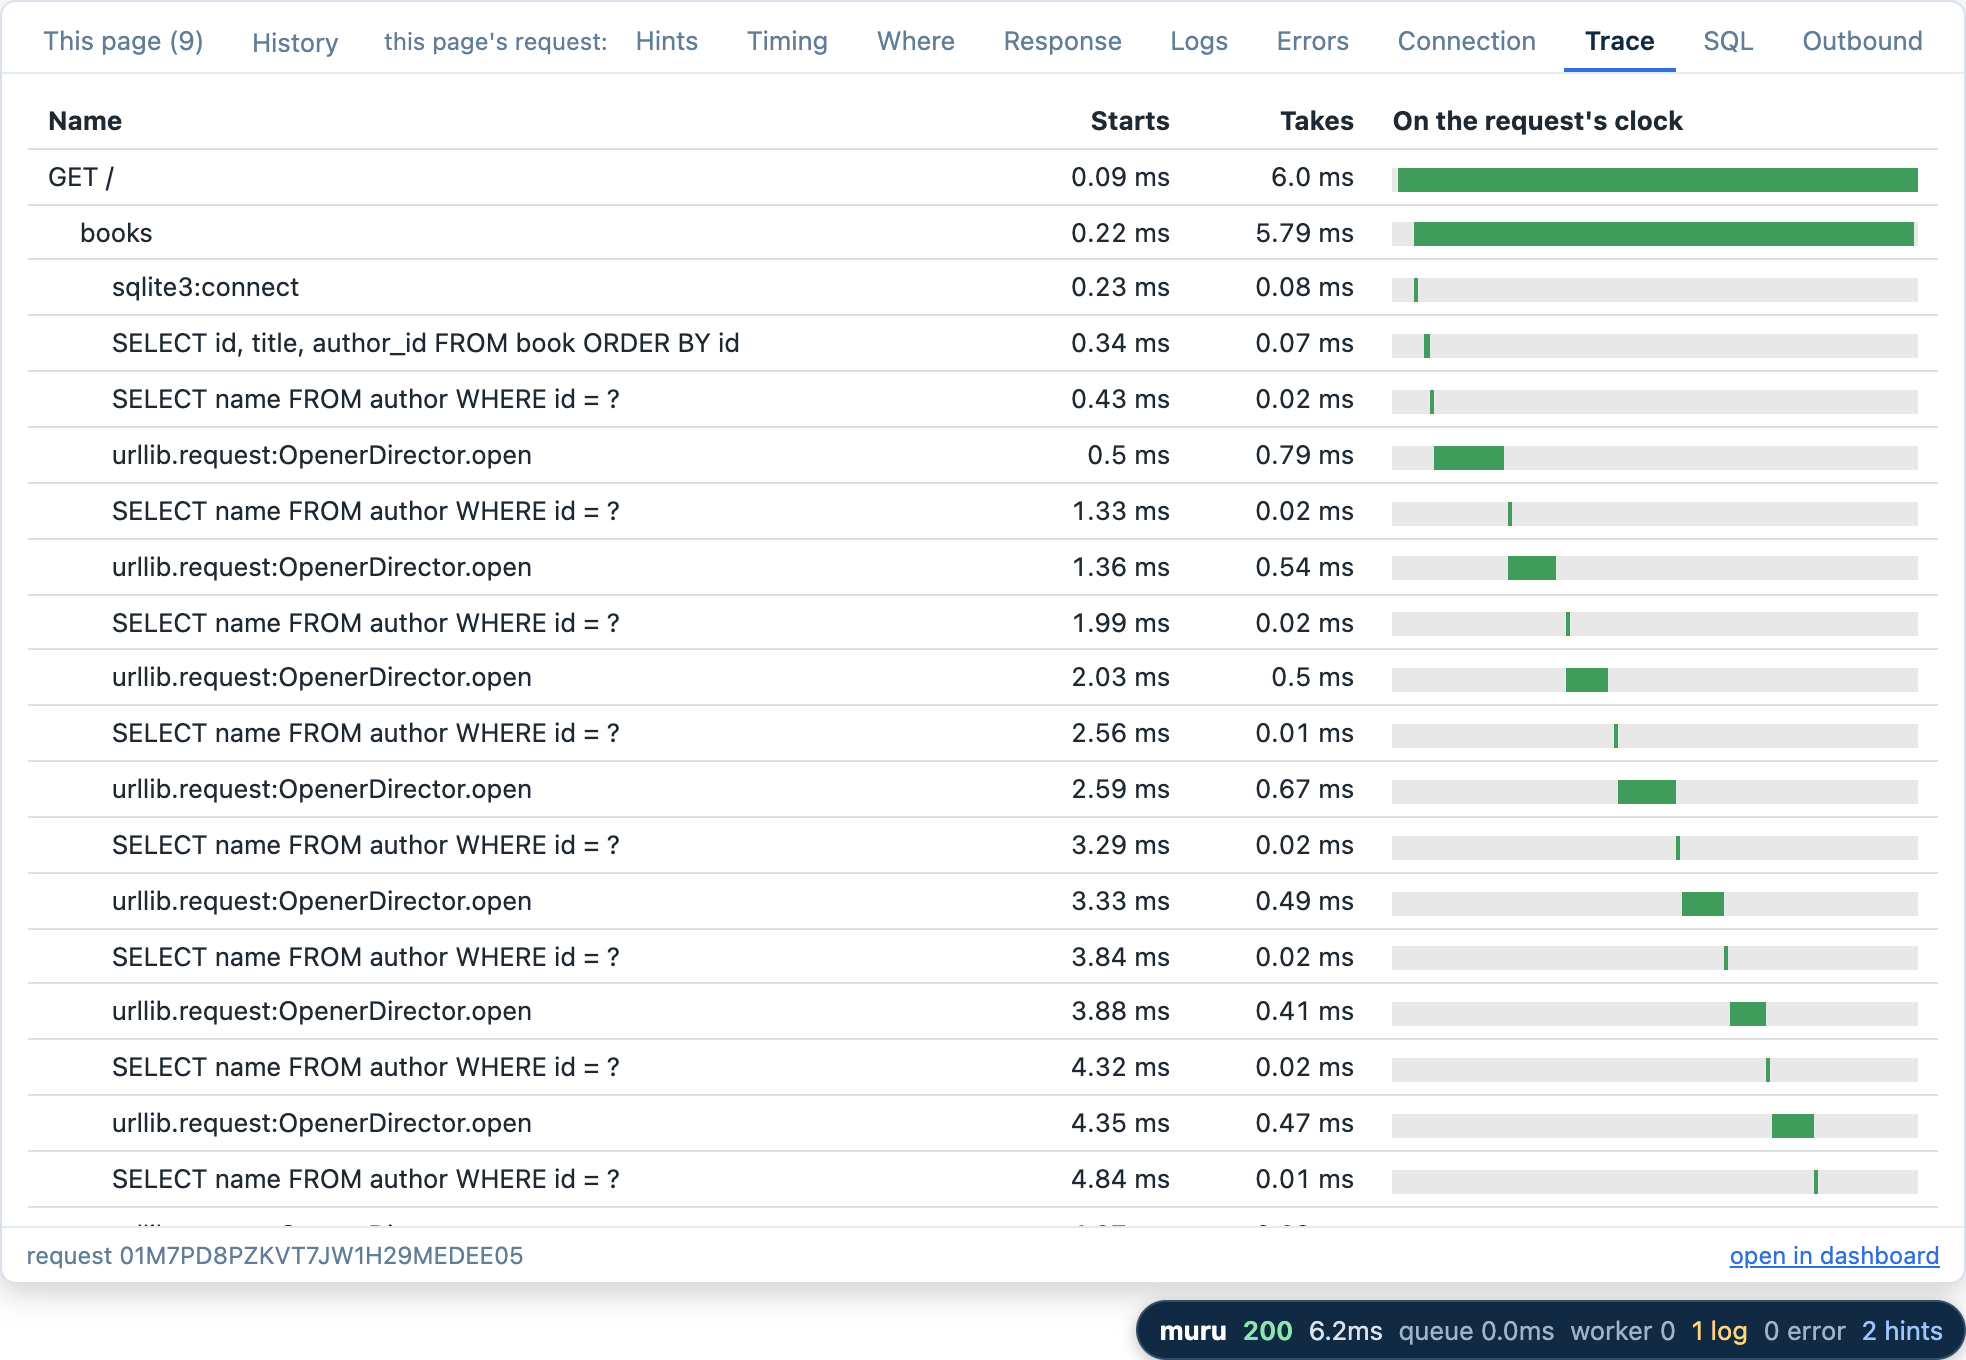 This page (9) History this page's request: Hints Timing Where Response Logs Errors Connection Trace SQL Outbound
Name Starts Takes On the request's clock
GET / 0.09 ms 6.0 ms
books 0.22 ms 5.79 ms
sqlite3:connect 0.23 ms 0.08 ms
SELECT id, title, author_id FROM book ORDER BY id 0.34 ms 0.07 ms
SELECT name FROM author WHERE id = ? 0.43 ms 0.02 ms
urllib.request:OpenerDirector.open 0.5 ms 0.79 ms
SELECT name FROM author WHERE id = ? 1.33 ms 0.02 ms
urllib.request:OpenerDirector.open 1.36 ms 0.54 ms
SELECT name FROM author WHERE id = ? 1.99 ms 0.02 ms
urllib.request:OpenerDirector.open 2.03 ms 0.5 ms
SELECT name FROM author WHERE id = ? 2.56 ms 0.01 ms
urllib.request:OpenerDirector.open 2.59 ms 0.67 ms
SELECT name FROM author WHERE id = ? 3.29 ms 0.02 ms
urllib.request:OpenerDirector.open 3.33 ms 0.49 ms
SELECT name FROM author WHERE id = ? 3.84 ms 0.02 ms
urllib.request:OpenerDirector.open 3.88 ms 0.41 ms
SELECT name FROM author WHERE id = ? 4.32 ms 0.02 ms
urllib.request:OpenerDirector.open 4.35 ms 0.47 ms
SELECT name FROM author WHERE id = ? 4.84 ms 0.01 ms
request 01M7PD8PZKVT7JW1H29MEDEE05 open in dashboard
muru 200 6.2ms queue 0.0ms worker 0 1 log 0 error 2 hints